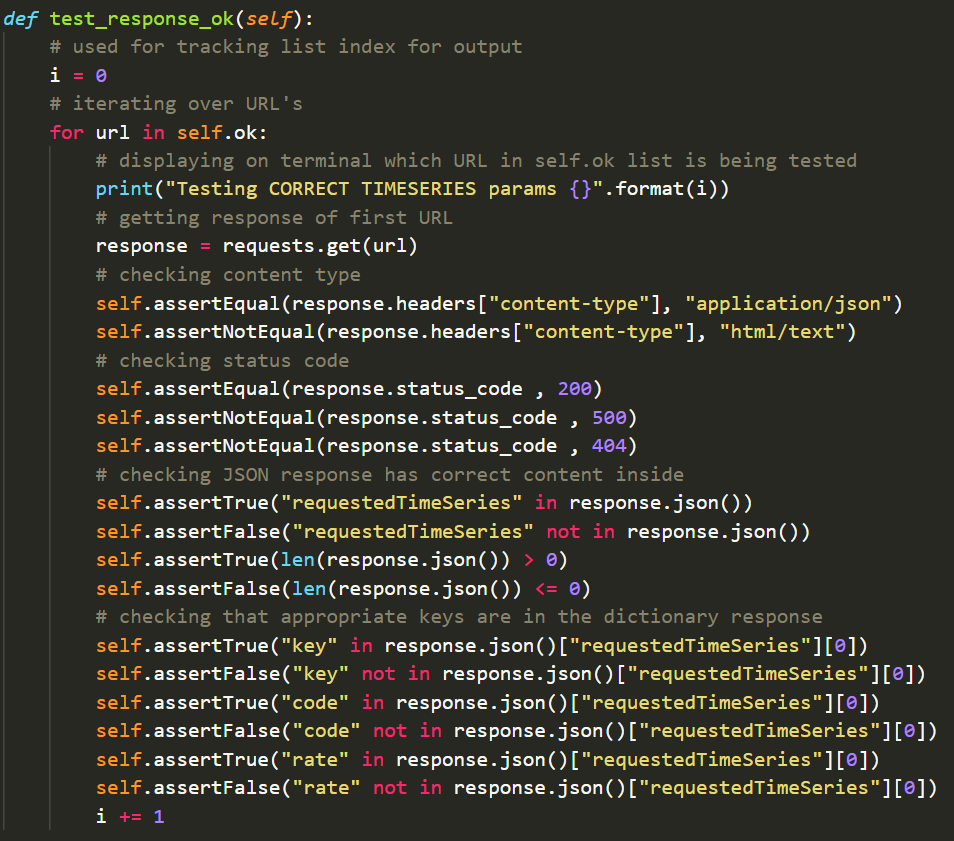 def test_response_ok(self):
    # used for tracking list index for output
    i = 0
    # iterating over URL's
    for url in self.ok:
        # displaying on terminal which URL in self.ok list is being tested
        print("Testing CORRECT TIMESERIES params {}".format(i))
        # getting response of first URL
        response = requests.get(url)
        # checking content type
        self.assertEqual(response.headers["content-type"], "application/json")
        self.assertNotEqual(response.headers["content-type"], "html/text")
        # checking status code
        self.assertEqual(response.status_code , 200)
        self.assertNotEqual(response.status_code , 500)
        self.assertNotEqual(response.status_code , 404)
        # checking JSON response has correct content inside
        self.assertTrue("requestedTimeSeries" in response.json())
        self.assertFalse("requestedTimeSeries" not in response.json())
        self.assertTrue(len(response.json()) > 0)
        self.assertFalse(len(response.json()) <= 0)
        # checking that appropriate keys are in the dictionary response
        self.assertTrue("key" in response.json()["requestedTimeSeries"][0])
        self.assertFalse("key" not in response.json()["requestedTimeSeries"][0])
        self.assertTrue("code" in response.json()["requestedTimeSeries"][0])
        self.assertFalse("code" not in response.json()["requestedTimeSeries"][0])
        self.assertTrue("rate" in response.json()["requestedTimeSeries"][0])
        self.assertFalse("rate" not in response.json()["requestedTimeSeries"][0])
        i += 1